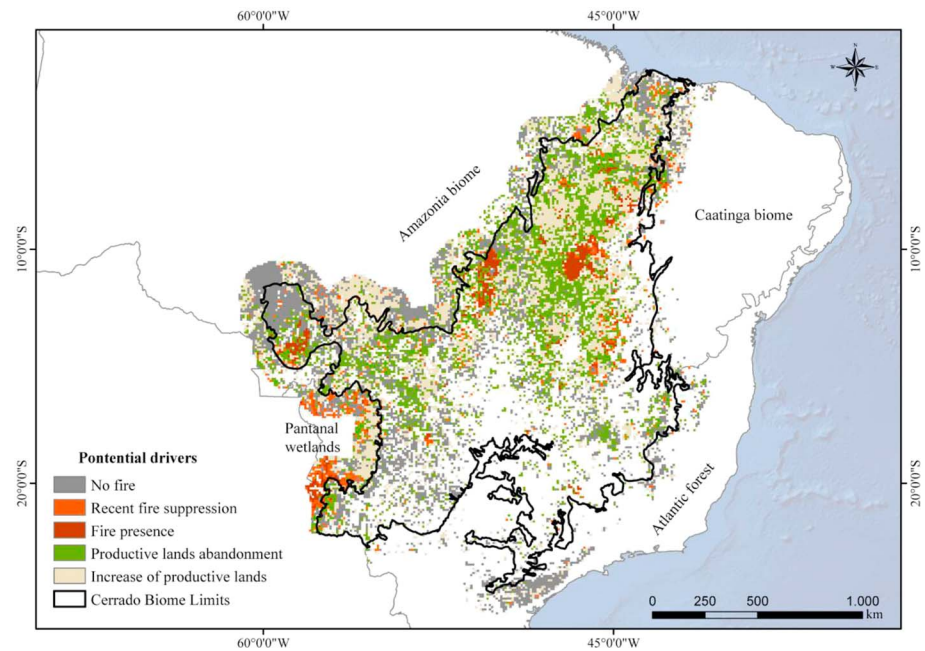 60°0'0"W 45°0'0"W
N
W E
S
Amazonia biome
Caatinga biome
10°0'0"S 10°0'0"S
Pantanal
wetlands
Pontential drivers
No fire
Recent fire suppression
Fire presence
Productive lands abandonment
Increase of productive lands
Cerrado Biome Limits
20°0'0"S 20°0'0"S
Atlantic forest
0 250 500 1.000
km
60°0'0"W 45°0'0"W